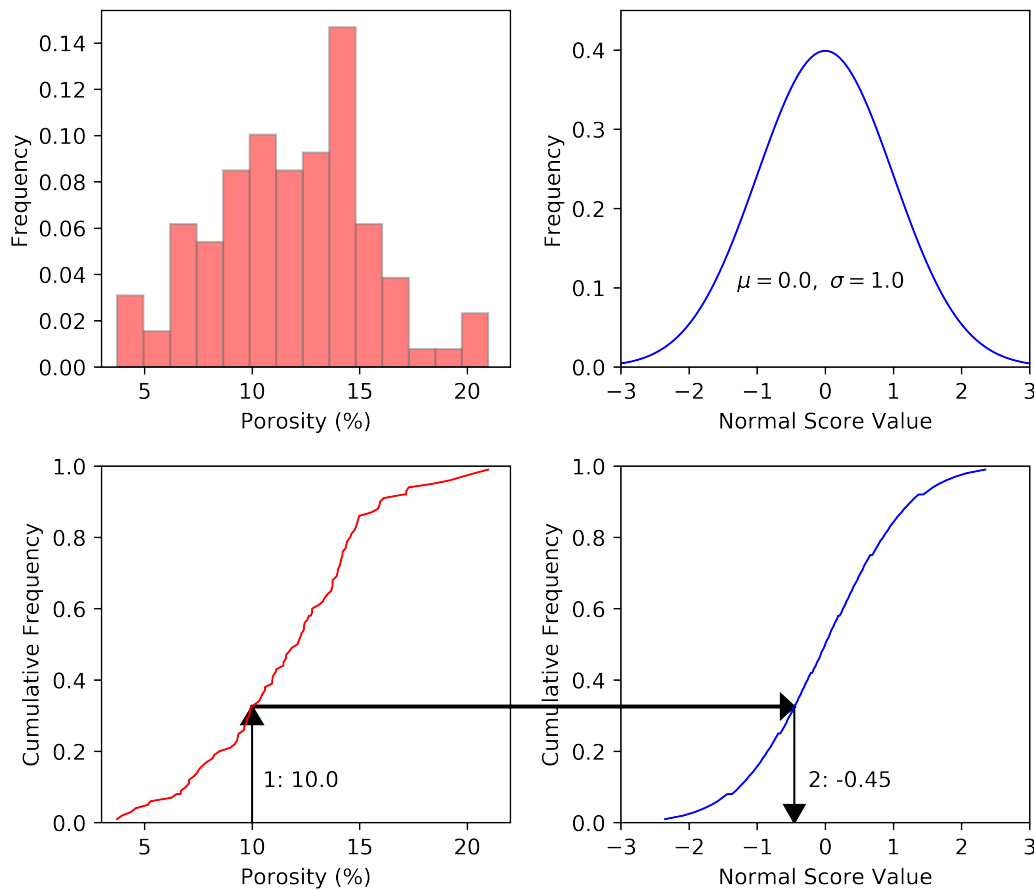 Frequency
0.14
0.12
0.10
0.08
0.06
0.04
0.02
0.00
5 10 15 20
Porosity (%)
Frequency
0.4
0.3
0.2
0.1
0.0
μ = 0.0, σ = 1.0
−3 −2 −1 0 1 2 3
Normal Score Value
Cumulative Frequency
1.0
0.8
0.6
0.4
0.2
0.0
1: 10.0
5 10 15 20
Porosity (%)
Cumulative Frequency
1.0
0.8
0.6
0.4
0.2
0.0
2: -0.45
−3 −2 −1 0 1 2 3
Normal Score Value